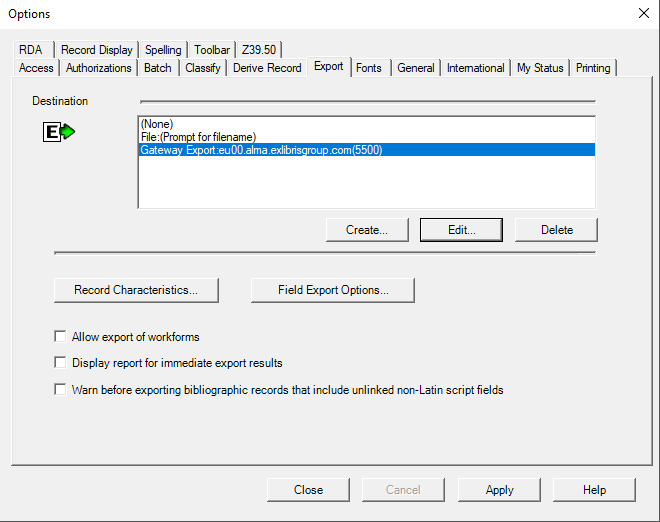 Options
RDA Record Display Spelling Toolbar Z39.50
Access Authorizations Batch Classify Derive Record Export Fonts General International My Status Printing
Destination
E
(None)
File:(Prompt for filename)
Gateway Export:eu00.alma.exlibrisgroup.com(5500)
Create... Edit... Delete
Record Characteristics... Field Export Options...
Allow export of workforms
Display report for immediate export results
Warn before exporting bibliographic records that include unlinked non-Latin script fields
Close Cancel Apply Help